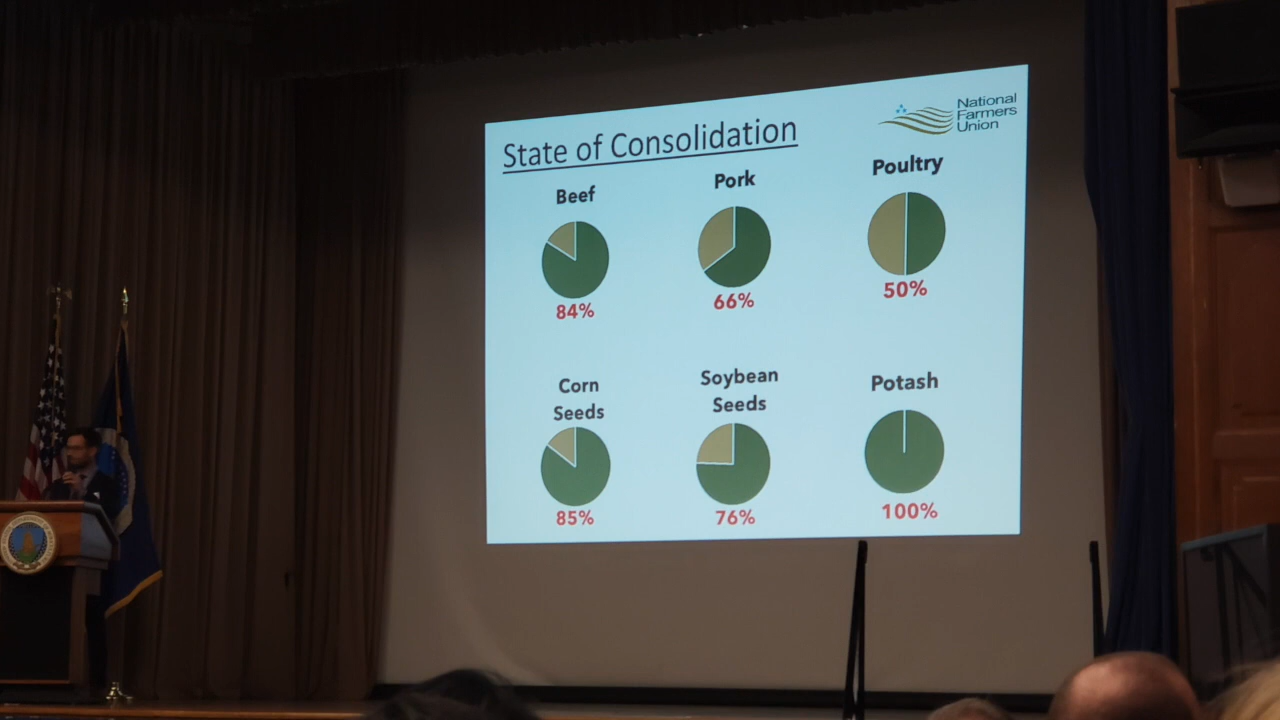 National
Farmers
Union
State of Consolidation
Beef
Pork
Poultry
84%
66%
50%
Corn
Seeds
Soybean
Seeds
Potash
85%
76%
100%